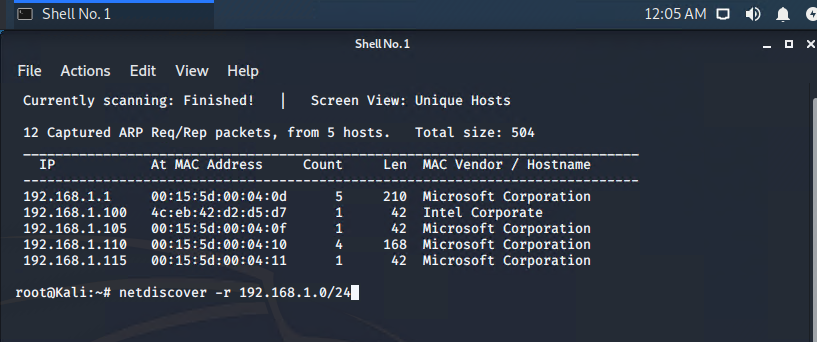 Shell No. 1 12:05 AM
Shell No. 1
File Actions Edit View Help
Currently scanning: Finished! | Screen View: Unique Hosts
12 Captured ARP Req/Rep packets, from 5 hosts. Total size: 504
_____________________________________________________________________________
IP At MAC Address Count Len MAC Vendor / Hostname
-----------------------------------------------------------------------------
192.168.1.1 00:15:5d:00:04:0d 5 210 Microsoft Corporation
192.168.1.100 4c:eb:42:d2:d5:d7 1 42 Intel Corporate
192.168.1.105 00:15:5d:00:04:0f 1 42 Microsoft Corporation
192.168.1.110 00:15:5d:00:04:10 4 168 Microsoft Corporation
192.168.1.115 00:15:5d:00:04:11 1 42 Microsoft Corporation
root@Kali:~# netdiscover -r 192.168.1.0/24